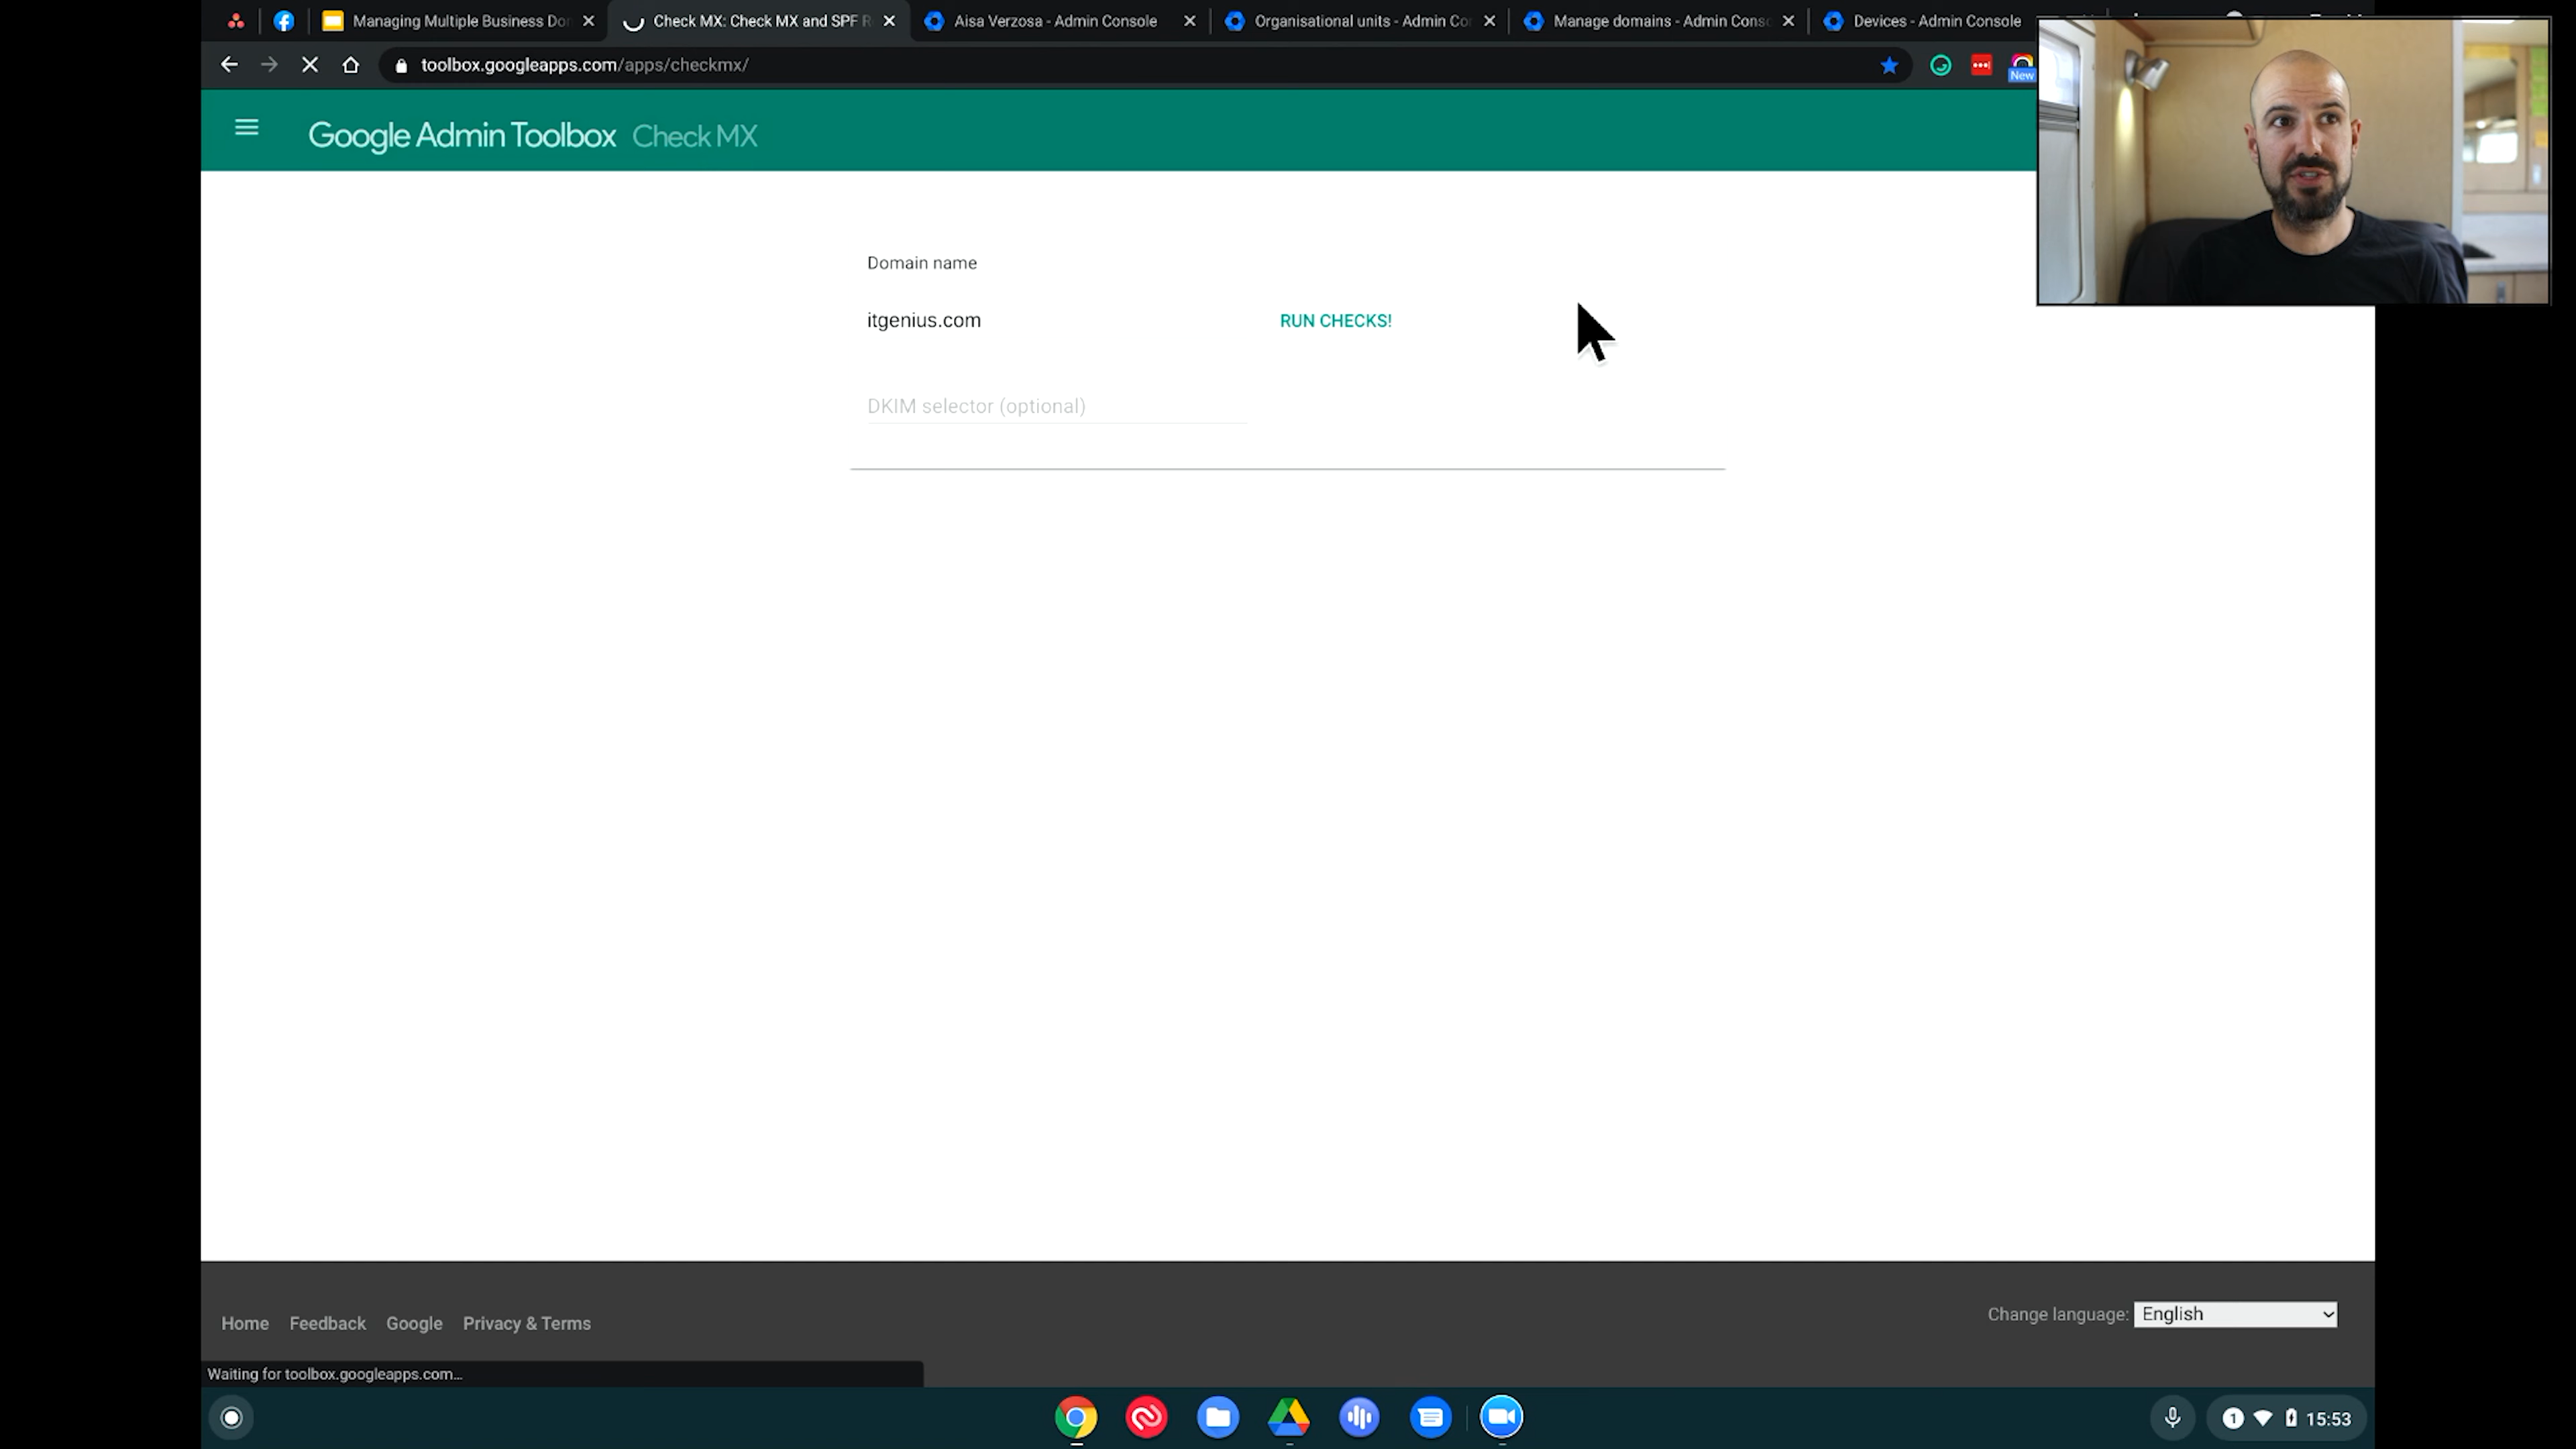 Managing Multiple Business Do
Check MX: Check MX and SPF R
Aisa Verzosa - Admin Console
Organisational units - Admin Co
Manage domains - Admin Conso
Devices - Admin Console
toolbox.googleapps.com/apps/checkmx/
New
Google Admin Toolbox Check MX
Domain name
itgenius.com
RUN CHECKS!
DKIM selector (optional)
Home Feedback Google Privacy & Terms
Change language: English
Waiting for toolbox.googleapps.com...
1 15:53